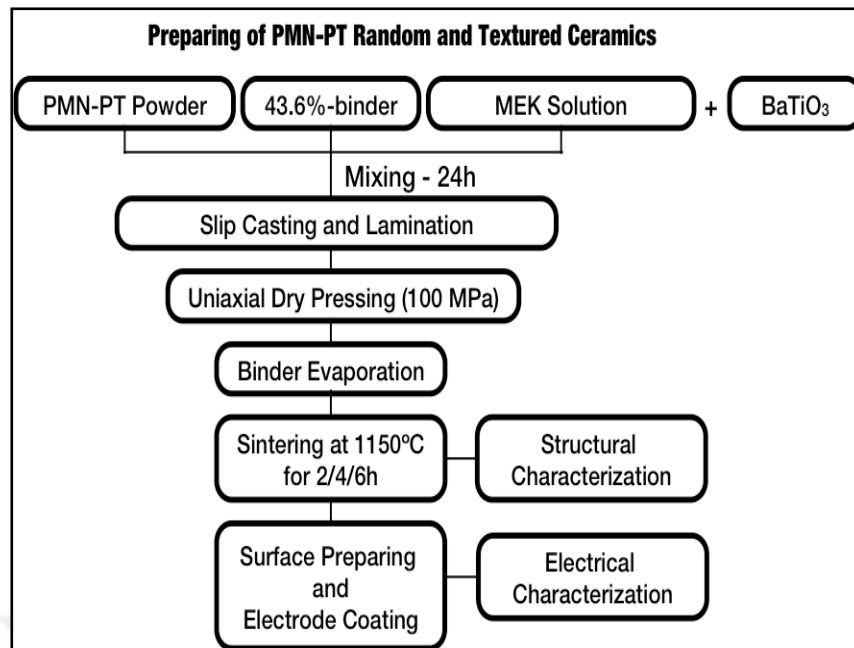 Preparing of PMN-PT Random and Textured Ceramics
PMN-PT Powder
43.6%-binder
MEK Solution
+
BaTiO₃
Mixing - 24h
Slip Casting and Lamination
Uniaxial Dry Pressing (100 MPa)
Binder Evaporation
Sintering at 1150ºC
for 2/4/6h
Structural
Characterization
Surface Preparing
and
Electrode Coating
Electrical
Characterization